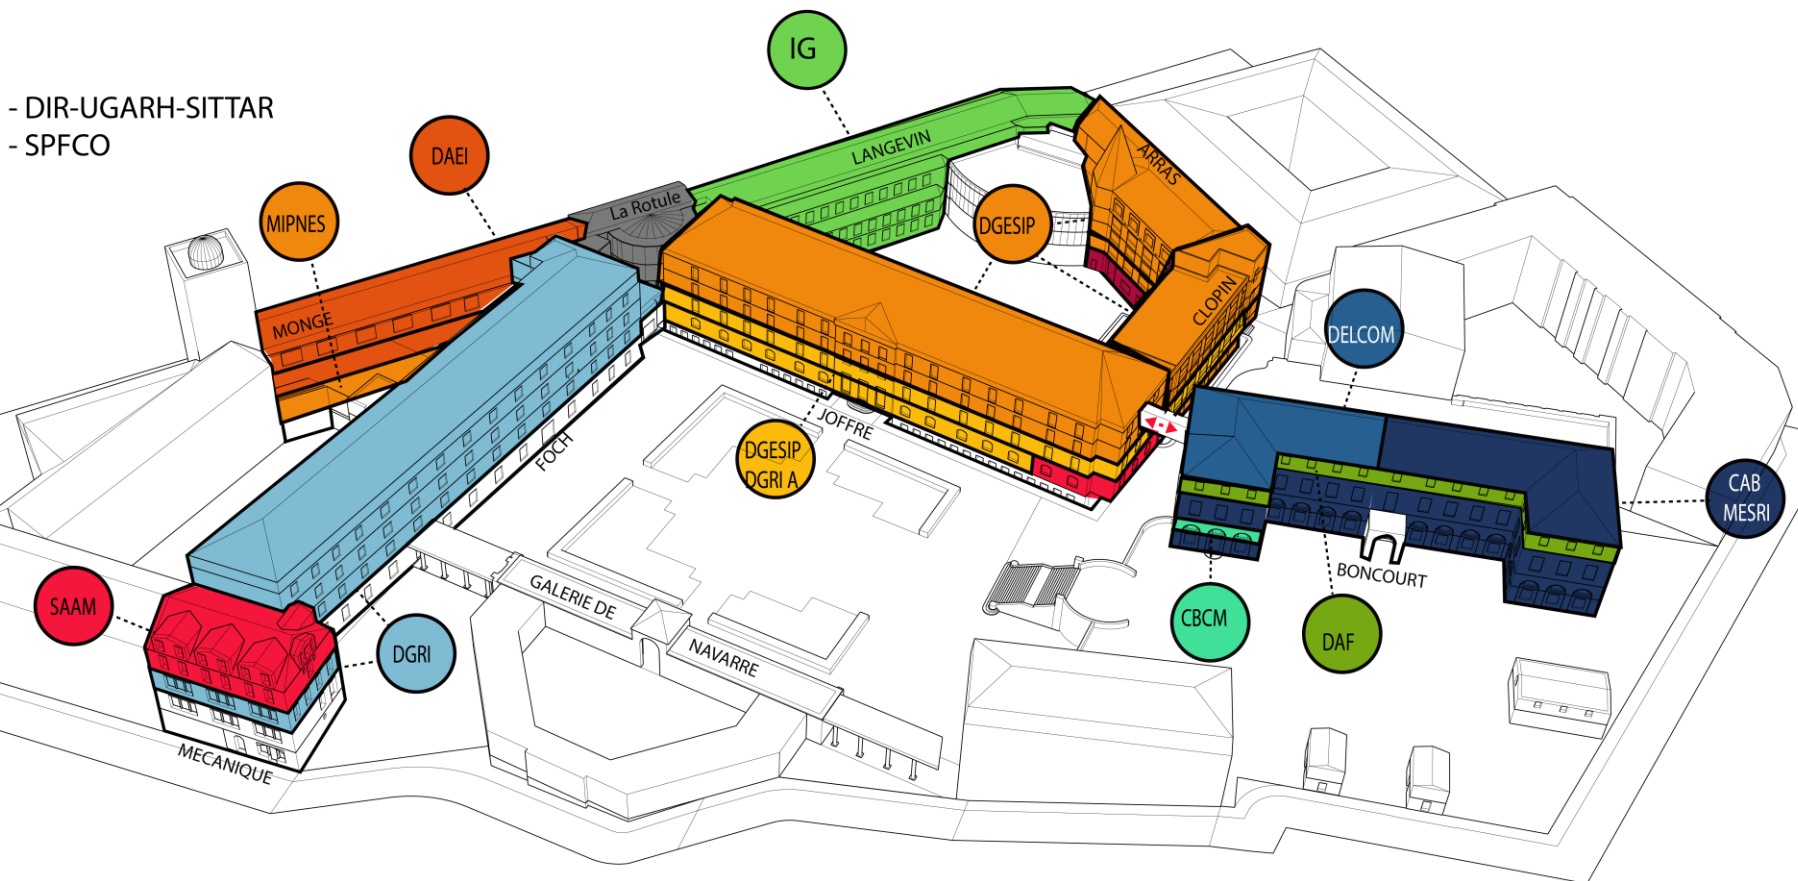 IG
- DIR-UGARH-SITTAR
- SPFCO
DAEI
LANGEVIN
ARRAS
La Rotule
MIPNES
DGESIP
MONGE
CLOPIN
DELCOM
JOFFRE
FOCH
DGESIP
DGRI A
CAB
MESRI
BONCOURT
GALERIE DE
NAVARRE
SAAM
DGRI
CBCM
DAF
MECANIQUE